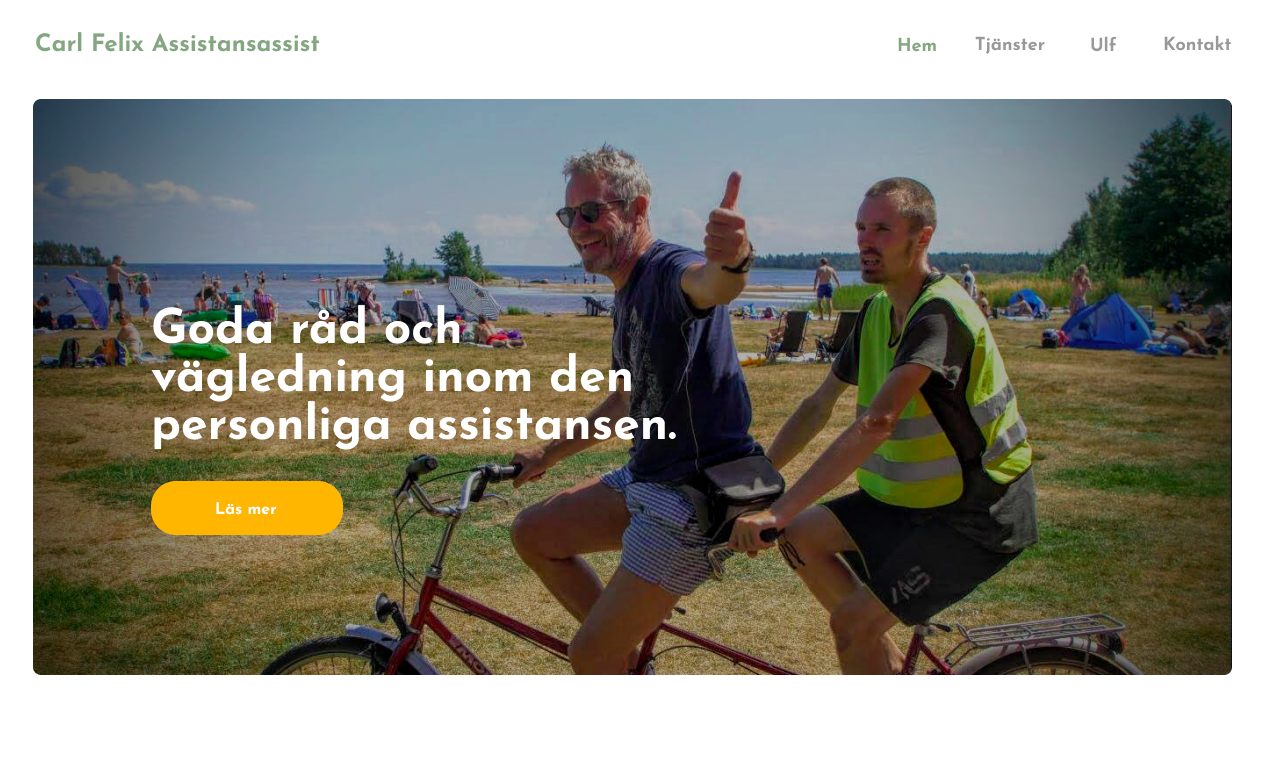 Carl Felix Assistansassist
Hem Tjänster Ulf Kontakt
Goda råd och
vägledning inom den
personliga assistansen.
Läs mer